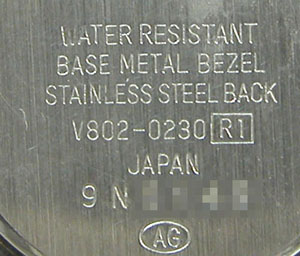 WATER RESISTANT
BASE METAL BEZEL
STAINLESS STEEL BACK
V802-0230 R1
JAPAN
9 N
AG